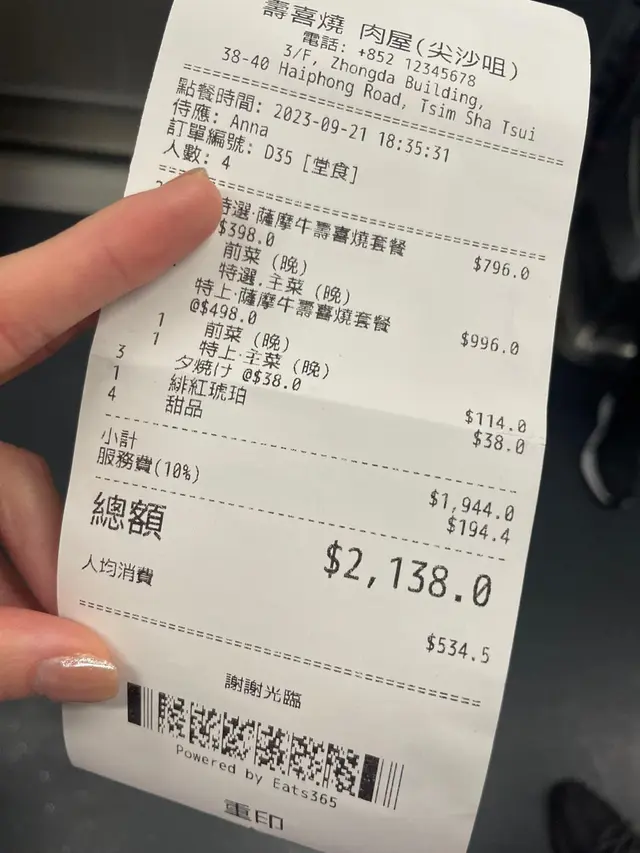 壽喜燒 肉屋(尖沙咀)
電話: +852 12345678
3/F, Zhongda Building,
38-40 Haiphong Road, Tsim Sha Tsui
點餐時間: 2023-09-21 18:35:31
侍應: Anna
訂單編號: D35 [堂食]
人數: 4
特選·薩摩牛壽喜燒套餐 $796.0
$398.0
前菜 (晚)
特選.主菜 (晚)
特上·薩摩牛壽喜燒套餐 $996.0
@$498.0
1 前菜 (晚)
1 特上·主菜 (晚)
3 夕焼け @$38.0 $114.0
1 緋紅琥珀 $38.0
4 甜品
小計 $1,944.0
服務費(10%) $194.4
總額 $2,138.0
人均消費 $534.5
謝謝光臨
Powered by Eats365
重印